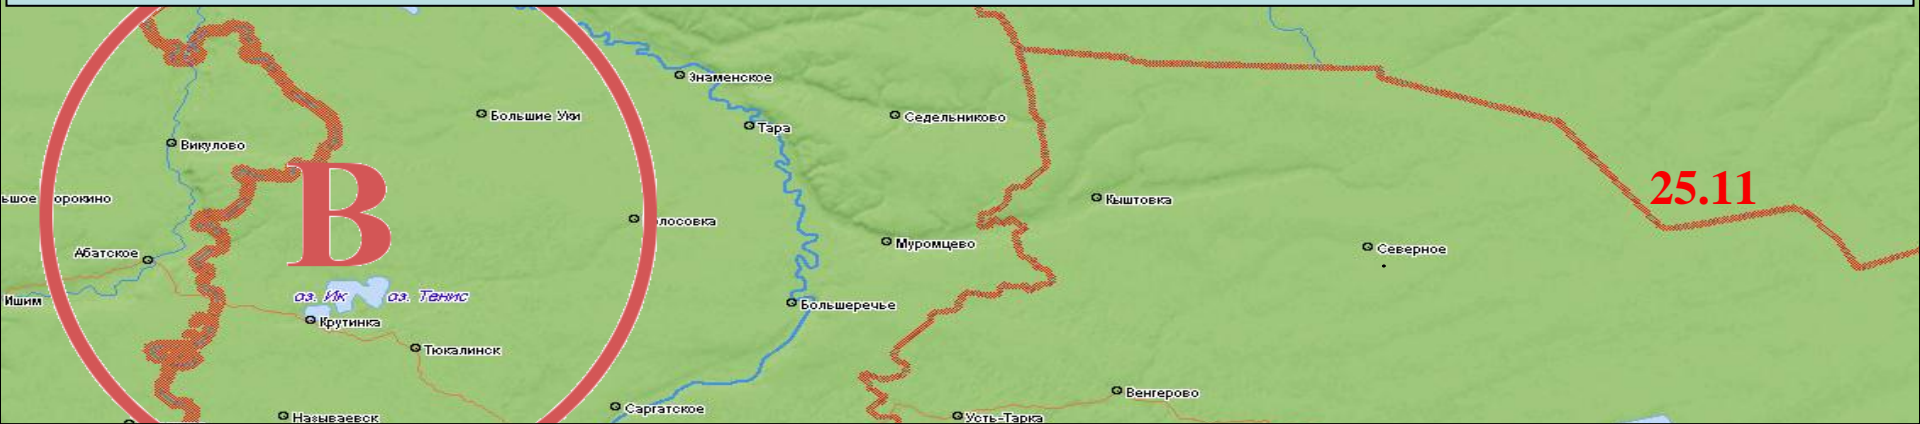 Знаменское
Большие Уки
Седельниково
Тара
Викулово
25.11
В
Кыштовка
лосовка
Муромцево
Северное
Абатское
оз. Ик
оз. Тенис
Ишим
Большеречье
Крутинка
Тюкалинск
Венгерово
Саргатское
Называевск
Усть-Тарка